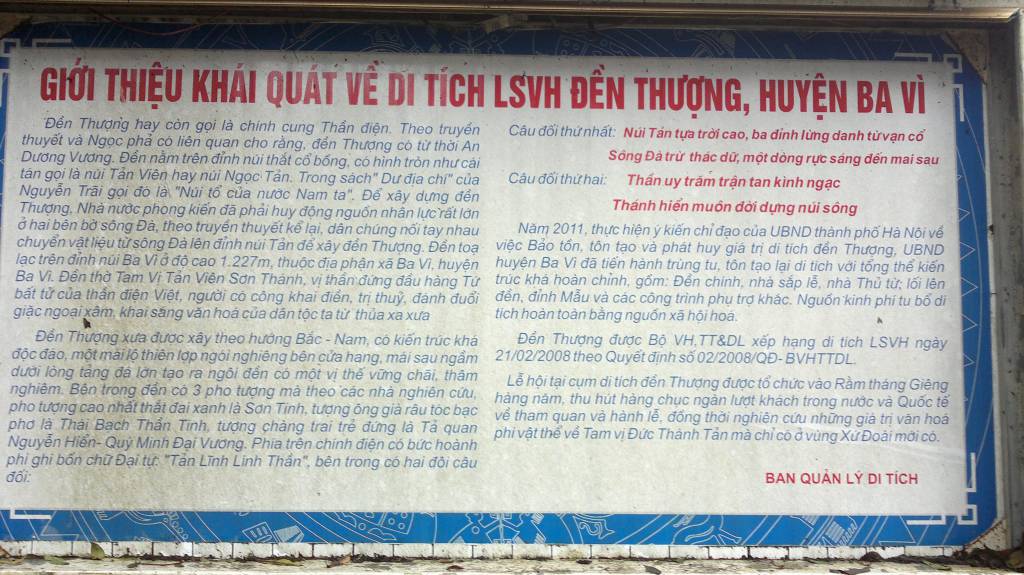 GIỚI THIỆU KHÁI QUÁT VỀ DI TÍCH LSVH ĐỀN THƯỢNG, HUYỆN BA VÌ
Đền Thượng hay còn gọi là chính cung Thần điện. Theo truyền
thuyết và Ngọc phả có liên quan cho rằng, đền Thượng có từ thời An
Dương Vương. Đền nằm trên đỉnh núi thắt cổ bồng, có hình tròn như cái
tán gọi là núi Tản Viên hay núi Ngọc Tản. Trong sách" Dư địa chí" của
Nguyễn Trãi gọi đó là "Núi tổ của nước Nam ta". Để xây dựng đền
Thượng, Nhà nước phong kiến đã phải huy động nguồn nhân lực rất lớn
ở hai bên bờ sông Đà, theo truyền thuyết kể lại, dân chúng nối tay nhau
chuyển vật liệu từ sông Đà lên đỉnh núi Tản để xây đền Thượng. Đền toạ
lạc trên đỉnh núi Ba Vì ở độ cao 1.227m, thuộc địa phận xã Ba Vì, huyện
Ba Vì. Đền thờ Tam Vị Tản Viên Sơn Thánh, vị thần đứng đầu hàng Tứ
bất tử của thần điện Việt, người có công khai điền, trị thuỷ, đánh đuổi
giặc ngoại xâm, khai sáng văn hoá của dân tộc ta từ thủa xa xưa
Đền Thượng xưa được xây theo hướng Bắc - Nam, có kiến trúc khá
độc đáo, một mái lộ thiên lợp ngói nghiêng bên cửa hang, mái sau ngầm
dưới lòng tảng đá lớn tạo ra ngôi đền có một vị thế vững chãi, thâm
nghiêm. Bên trong đền có 3 pho tượng mà theo các nhà nghiên cứu,
pho tượng cao nhất thắt đai xanh là Sơn Tinh, tượng ông già râu tóc bạc
phơ là Thái Bạch Thần Tinh, tượng chàng trai trẻ đứng là Tả quan
Nguyễn Hiển- Quý Minh Đại Vương. Phía trên chính điện có bức hoành
phi ghi bốn chữ Đại tự: "Tản Lĩnh Linh Thần", bên trong có hai đôi câu
đối:
Câu đối thứ nhất: Núi Tản tựa trời cao, ba đỉnh lừng danh từ vạn cổ
Sông Đà trừ thác dữ, một dòng rực sáng đến mai sau
Câu đối thứ hai: Thần uy trăm trận tan kình ngạc
Thánh hiển muôn đời dựng núi sông
Năm 2011, thực hiện ý kiến chỉ đạo của UBND thành phố Hà Nội về
việc Bảo tồn, tôn tạo và phát huy giá trị di tích đền Thượng, UBND
huyện Ba Vì đã tiến hành trùng tu, tôn tạo lại di tích với tổng thể kiến
trúc khá hoàn chỉnh, gồm: Đền chính, nhà sắp lễ, nhà Thủ từ; lối lên
đền, đỉnh Mẫu và các công trình phụ trợ khác. Nguồn kinh phí tu bổ di
tích hoàn toàn bằng nguồn xã hội hoá.
Đền Thượng được Bộ VH,TT&DL xếp hạng di tích LSVH ngày
21/02/2008 theo Quyết định số 02/2008/QĐ- BVHTTDL.
Lễ hội tại cụm di tích đền Thượng được tổ chức vào Rằm tháng Giêng
hàng năm, thu hút hàng chục ngàn lượt khách trong nước và Quốc tế
về tham quan và hành lễ, đồng thời nghiên cứu những giá trị văn hoá
phi vật thể về Tam vị Đức Thánh Tản mà chỉ có ở vùng Xứ Đoài mới có.
BAN QUẢN LÝ DI TÍCH